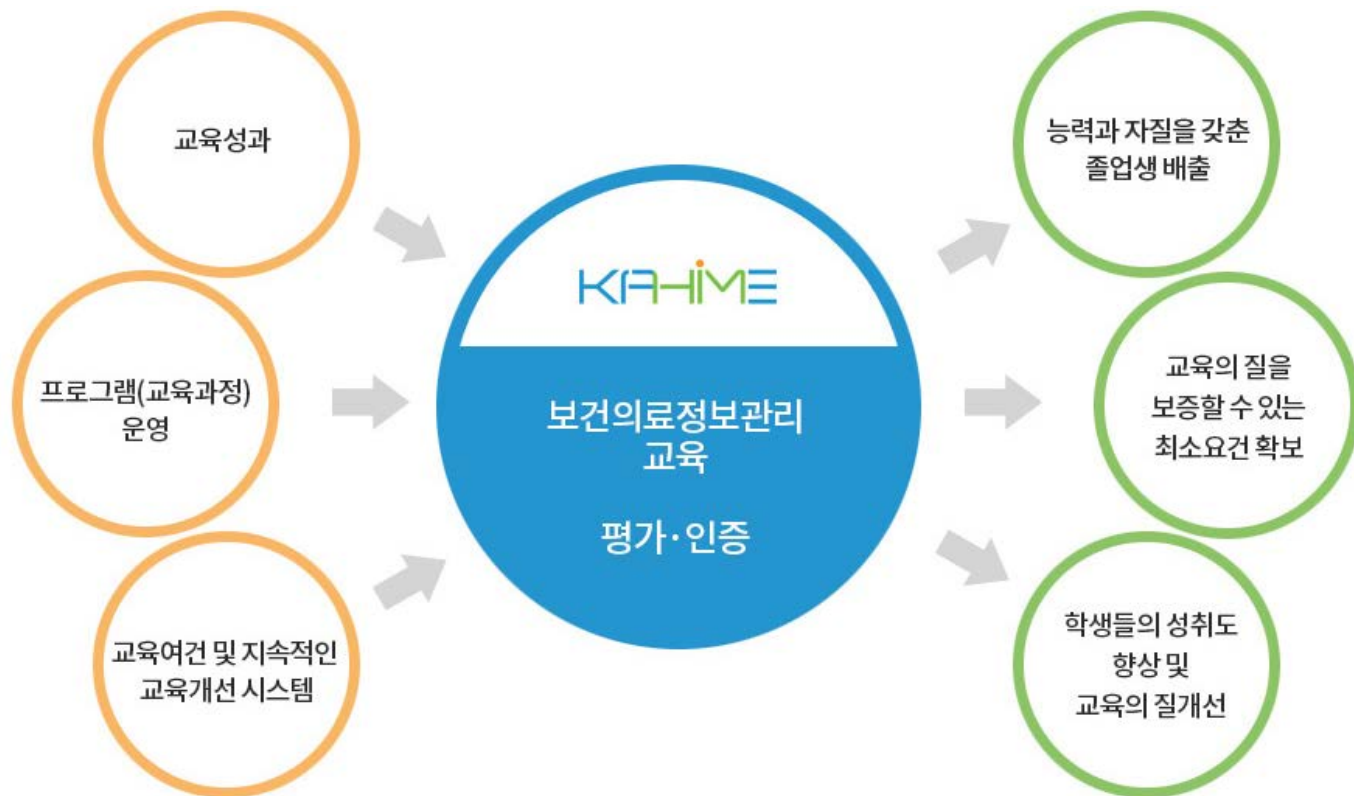 교육성과
프로그램(교육과정)
운영
교육여건 및 지속적인
교육개선 시스템
KAHIME
보건의료정보관리
교육
평가·인증
능력과 자질을 갖춘
졸업생 배출
교육의 질을
보증할 수 있는
최소요건 확보
학생들의 성취도
향상 및
교육의 질개선